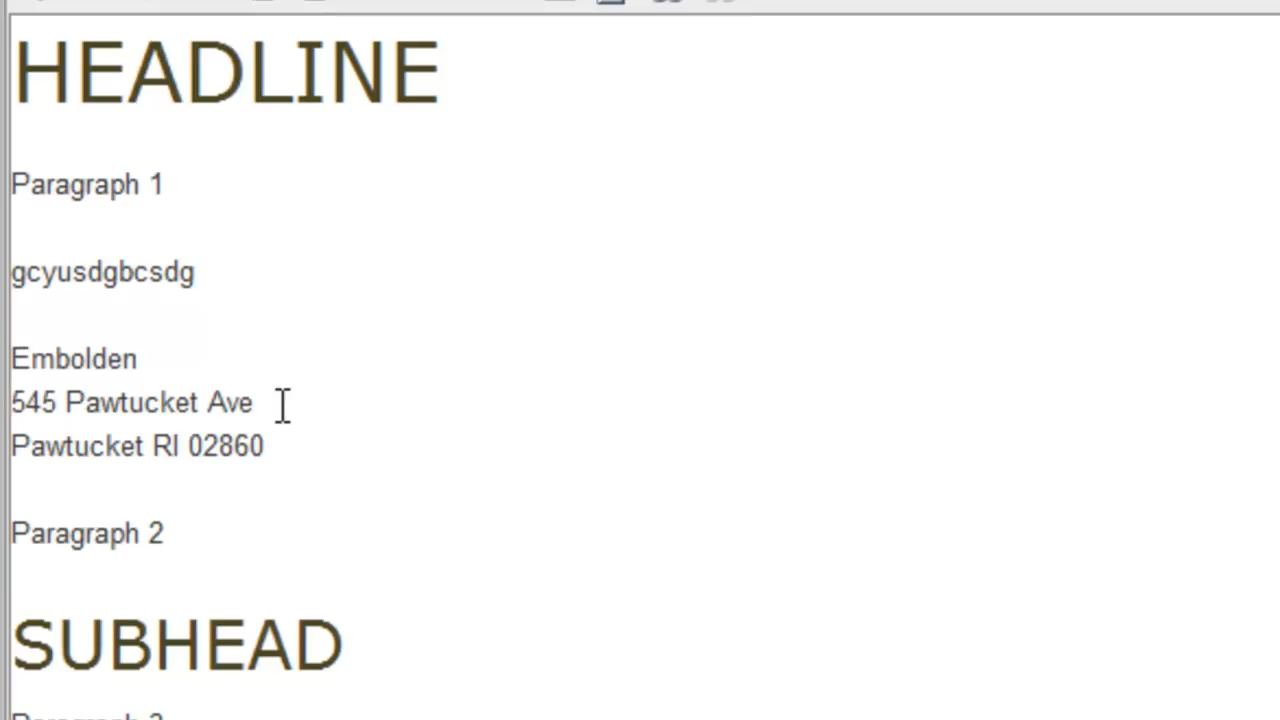 HEADLINE
Paragraph 1
gcyusdgbcsdg
Embolden
545 Pawtucket Ave
Pawtucket RI 02860
Paragraph 2
SUBHEAD